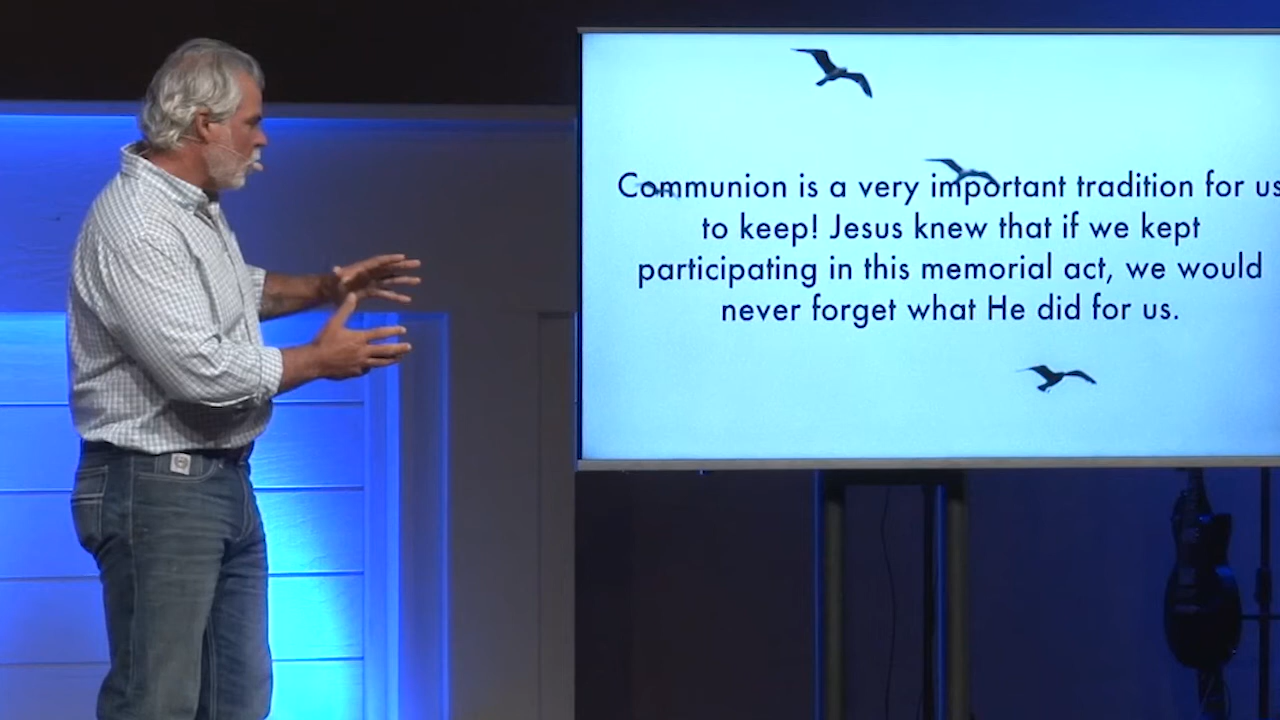 Communion is a very important tradition for us
to keep! Jesus knew that if we kept
participating in this memorial act, we would
never forget what He did for us.